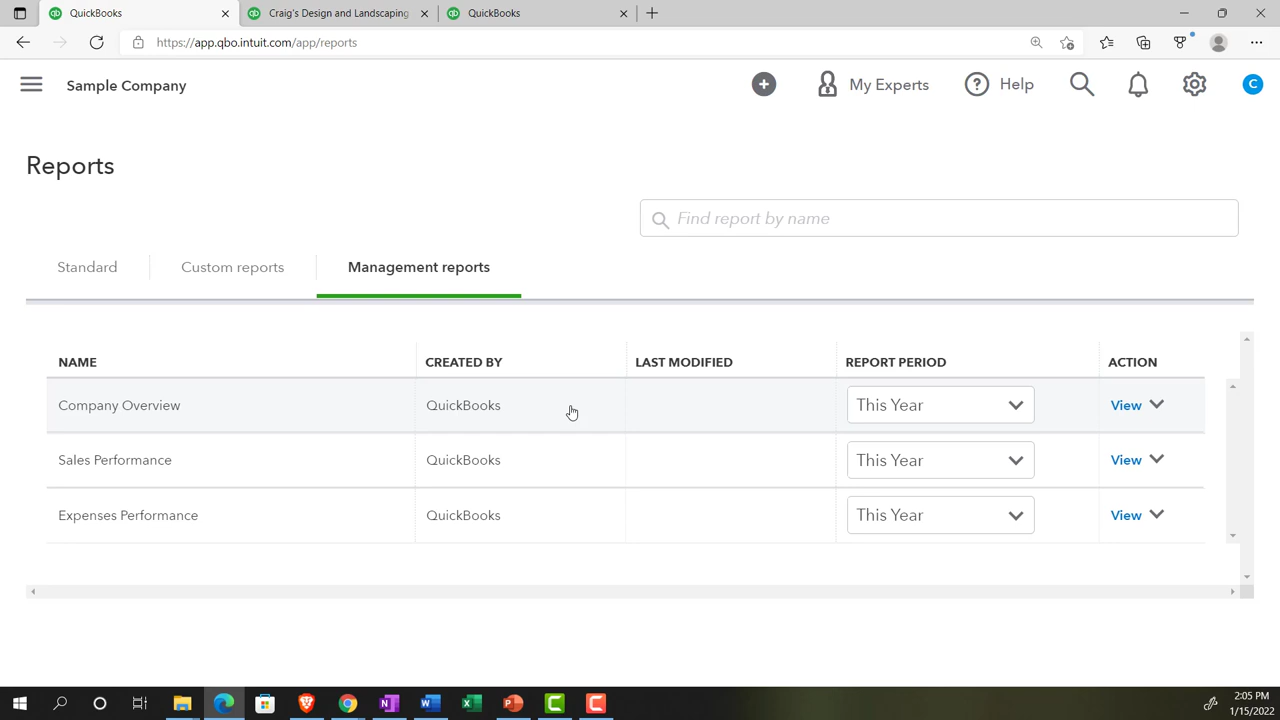 QuickBooks
Craig's Design and Landscaping
QuickBooks
https://app.qbo.intuit.com/app/reports
Sample Company
My Experts
Help
C
Reports
Find report by name
Standard
Custom reports
Management reports
NAME CREATED BY LAST MODIFIED REPORT PERIOD ACTION
Company Overview QuickBooks This Year View
Sales Performance QuickBooks This Year View
Expenses Performance QuickBooks This Year View
2:05 PM
1/15/2022